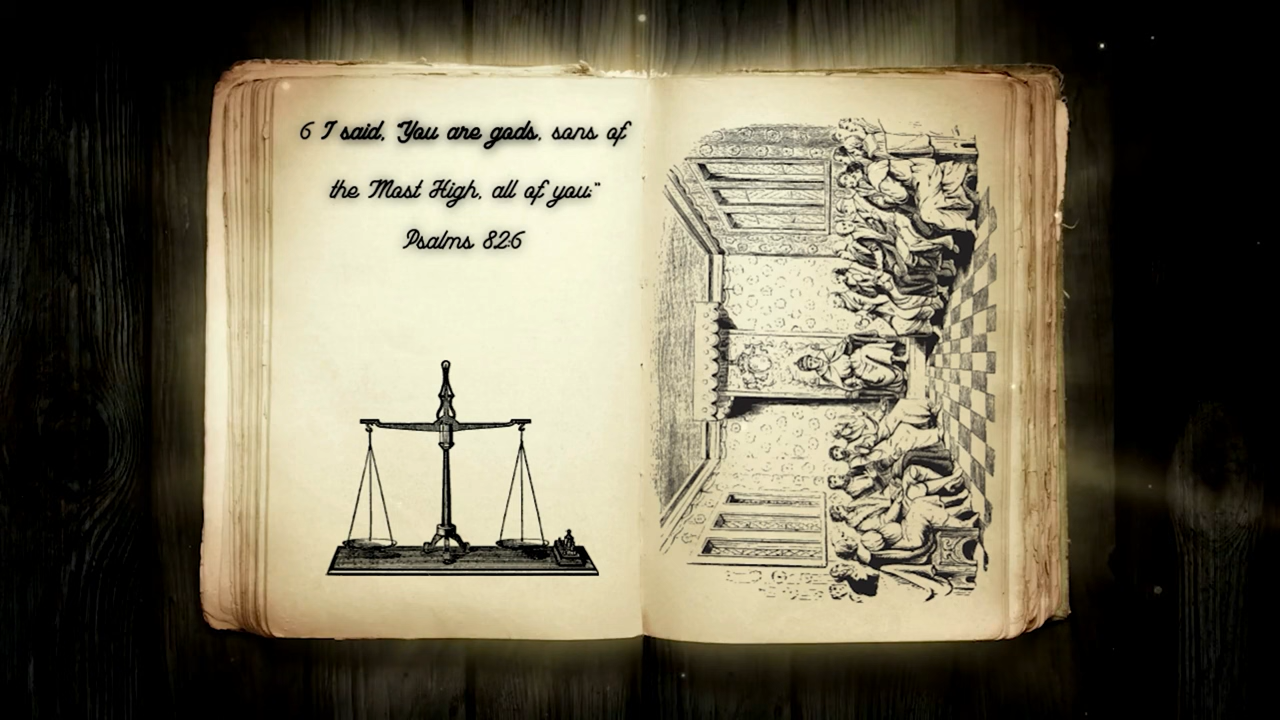 6 I said, "You are gods, sons of
the Most High, all of you;"
Psalms 82:6